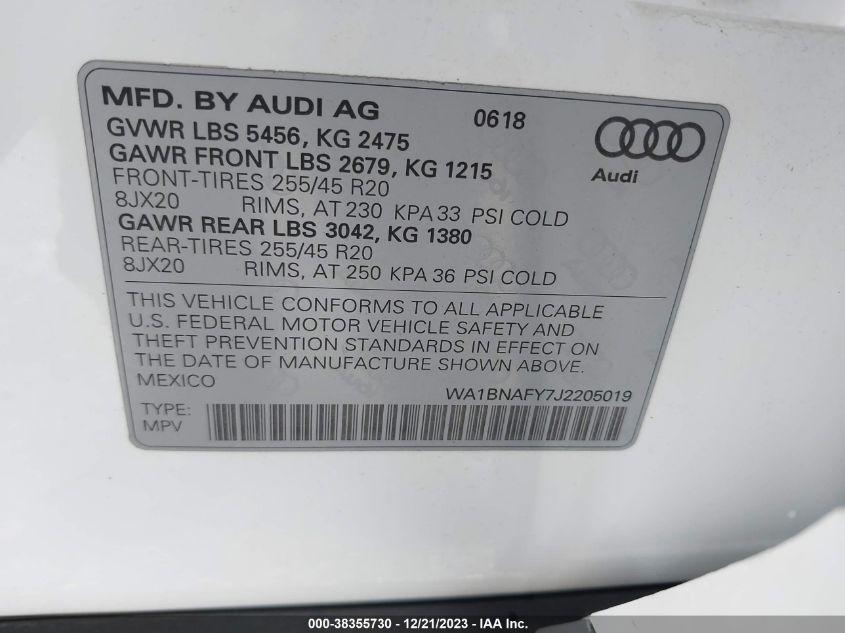 MFD. BY AUDI AG 0618
GVWR LBS 5456, KG 2475
GAWR FRONT LBS 2679, KG 1215
Audi
FRONT-TIRES 255/45 R20
8JX20 RIMS, AT 230 KPA 33 PSI COLD
GAWR REAR LBS 3042, KG 1380
REAR-TIRES 255/45 R20
8JX20 RIMS, AT 250 KPA 36 PSI COLD
THIS VEHICLE CONFORMS TO ALL APPLICABLE
U.S. FEDERAL MOTOR VEHICLE SAFETY AND
THEFT PREVENTION STANDARDS IN EFFECT ON
THE DATE OF MANUFACTURE SHOWN ABOVE.
MEXICO WA1BNAFY7J2205019
TYPE:
MPV
000-38355730 - 12/21/2023 - IAA Inc.